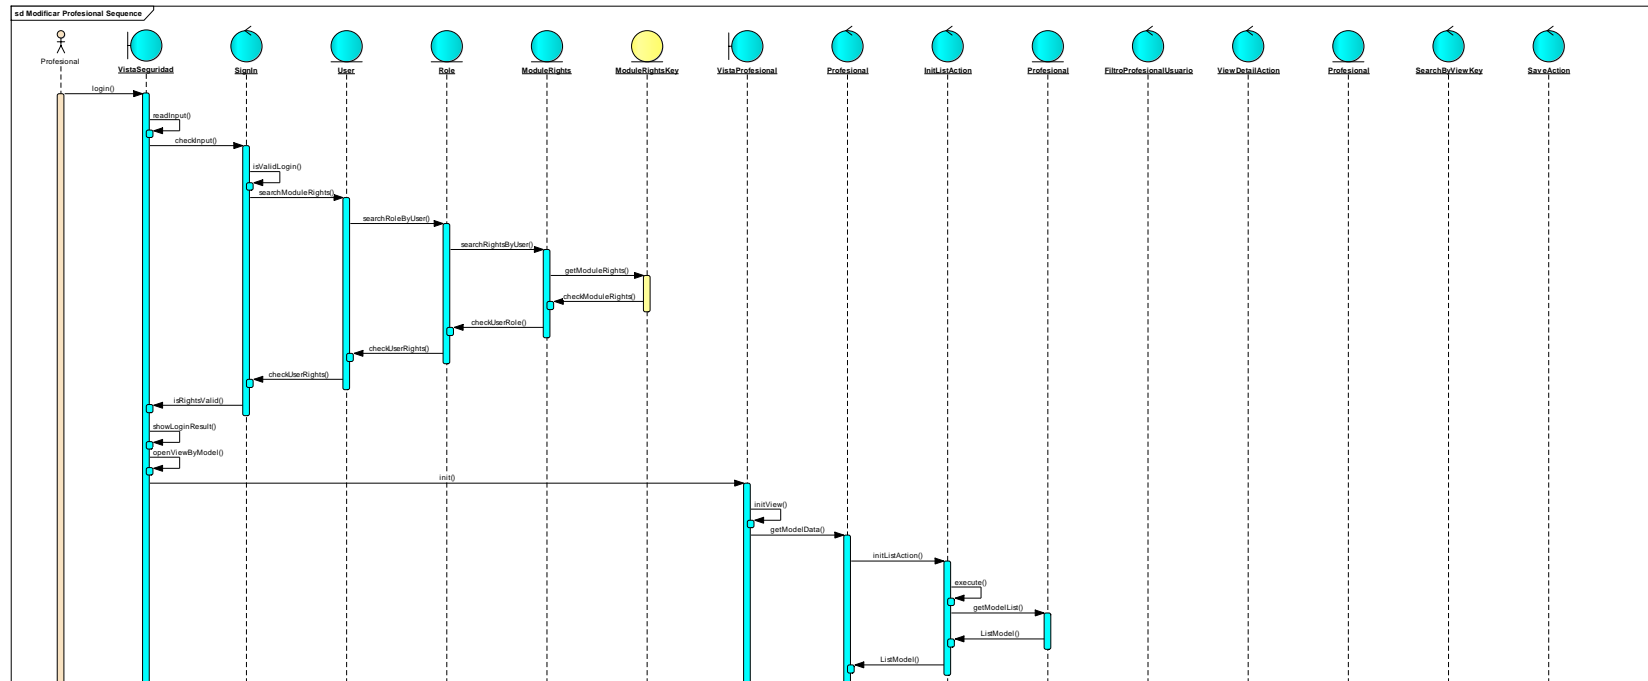 sd Modificar Profesional Sequence
Profesional
VistaSeguridad
SignIn
User
Role
ModuleRights
ModuleRightsKey
VistaProfesional
Profesional
InitListAction
Profesional
FiltroProfesionalUsuario
ViewDetailAction
Profesional
SearchByViewKey
SaveAction
login()
readInput()
checkInput()
isValidLogin()
searchModuleRights()
searchRoleByUser()
searchRightsByUser()
getModuleRights()
checkModuleRights()
checkUserRole()
checkUserRights()
checkUserRights()
isRightsValid()
showLoginResult()
openViewByModel()
init()
initView()
getModelData()
initListAction()
execute()
getModelList()
ListModel()
ListModel()